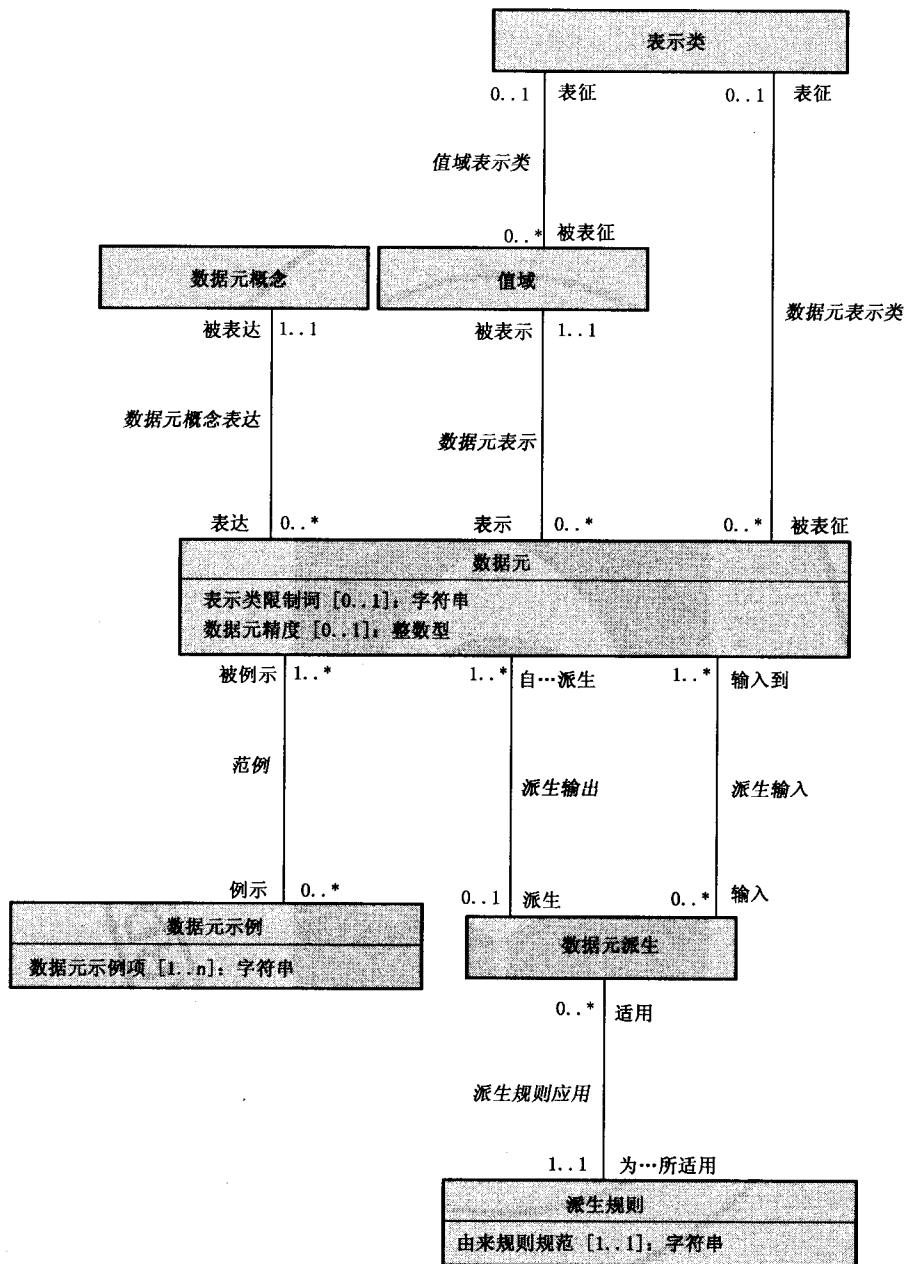 表示类
0..1 表征 0..1 表征
值域表示类
0..* 被表征
数据元概念 值域
数据元表示类
被表达 1..1 被表示 1..1
数据元概念表达
数据元表示
表达 0..* 表示 0..* 0..* 被表征
数据元
表示类限制词 [0..1]：字符串
数据元精度 [0..1]：整数型
被例示 1..* 1..* 自…派生 1..* 输入到
范例
派生输出 派生输入
例示 0..* 0..1 派生 0..* 输入
数据元示例
数据元派生
数据元示例项 [1..n]：字符串
0..* 适用
派生规则应用
1..1 为…所适用
派生规则
由来规则规范 [1..1]：字符串